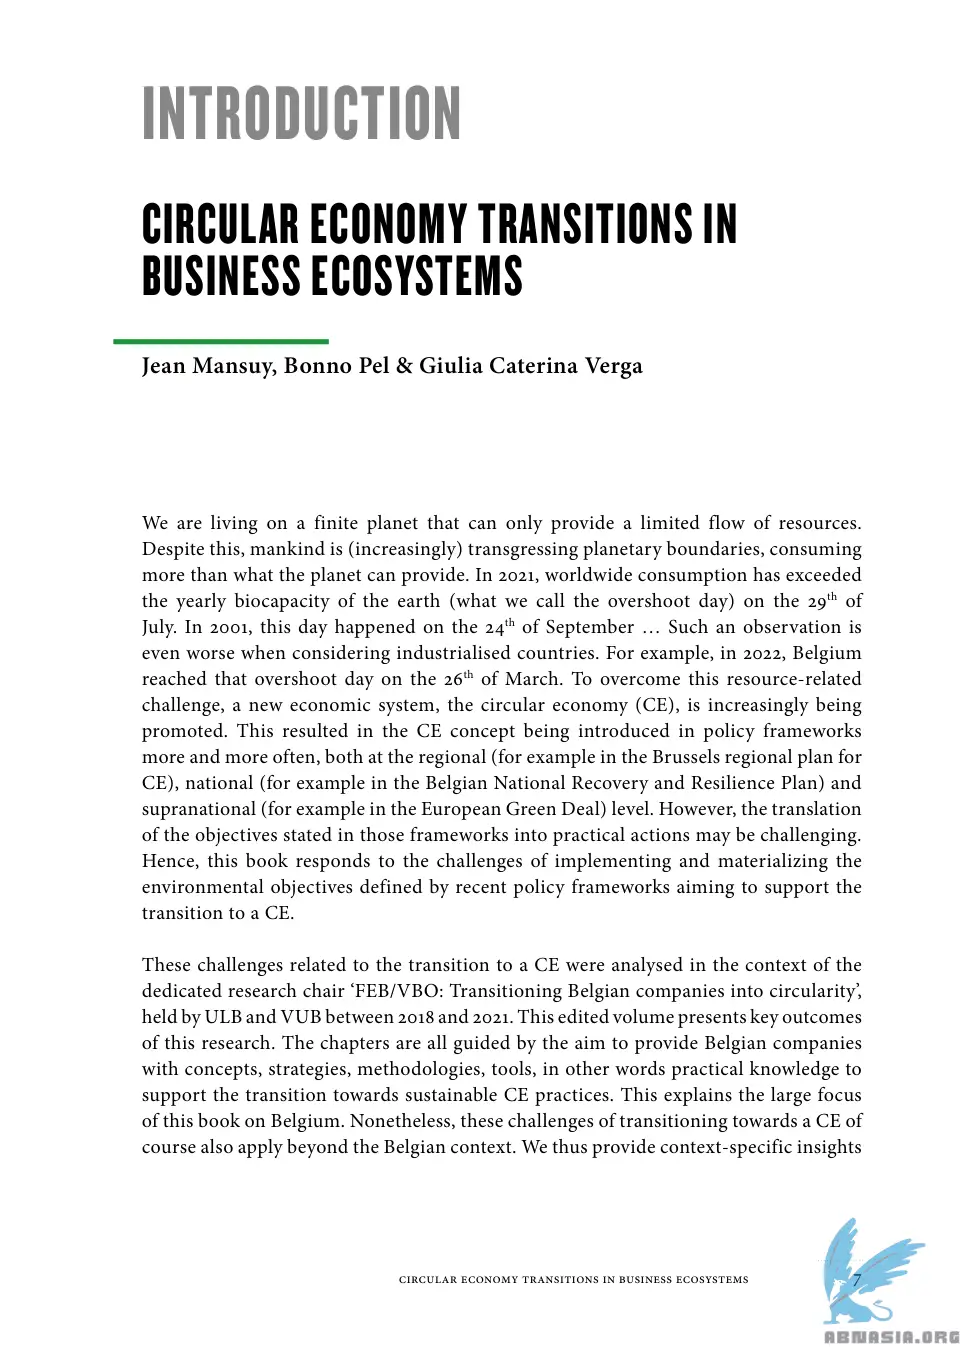 INTRODUCTION
CIRCULAR ECONOMY TRANSITIONS IN
BUSINESS ECOSYSTEMS
Jean Mansuy, Bonno Pel & Giulia Caterina Verga
We are living on a finite planet that can only provide a limited flow of resources.
Despite this, mankind is (increasingly) transgressing planetary boundaries, consuming
more than what the planet can provide. In 2021, worldwide consumption has exceeded
the yearly biocapacity of the earth (what we call the overshoot day) on the 29th of
July. In 2001, this day happened on the 24th of September … Such an observation is
even worse when considering industrialised countries. For example, in 2022, Belgium
reached that overshoot day on the 26th of March. To overcome this resource-related
challenge, a new economic system, the circular economy (CE), is increasingly being
promoted. This resulted in the CE concept being introduced in policy frameworks
more and more often, both at the regional (for example in the Brussels regional plan for
CE), national (for example in the Belgian National Recovery and Resilience Plan) and
supranational (for example in the European Green Deal) level. However, the translation
of the objectives stated in those frameworks into practical actions may be challenging.
Hence, this book responds to the challenges of implementing and materializing the
environmental objectives defined by recent policy frameworks aiming to support the
transition to a CE.
These challenges related to the transition to a CE were analysed in the context of the
dedicated research chair ‘FEB/VBO: Transitioning Belgian companies into circularity’,
held by ULB and VUB between 2018 and 2021. This edited volume presents key outcomes
of this research. The chapters are all guided by the aim to provide Belgian companies
with concepts, strategies, methodologies, tools, in other words practical knowledge to
support the transition towards sustainable CE practices. This explains the large focus
of this book on Belgium. Nonetheless, these challenges of transitioning towards a CE of
course also apply beyond the Belgian context. We thus provide context-specific insights
CIRCULAR ECONOMY TRANSITIONS IN BUSINESS ECOSYSTEMS 7
ABNASIA.ORG